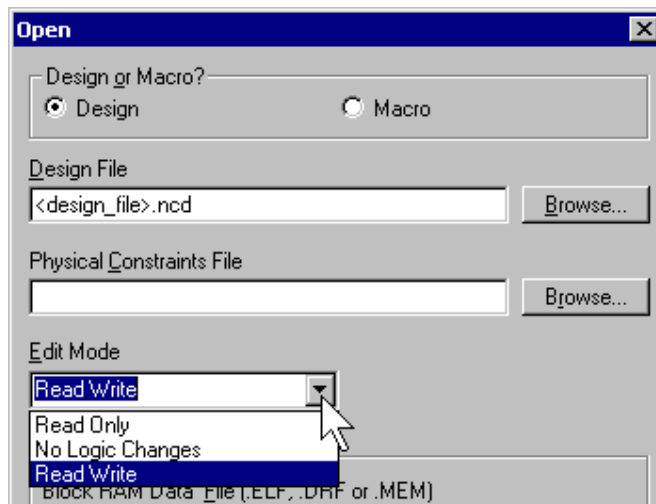 Open
Design or Macro?
Design Macro
Design File
<design_file>.ncd Browse...
Physical Constraints File
Browse...
Edit Mode
Read Write
Read Only
No Logic Changes
Read Write
Block RAM Data File (.ELF, .DRF or .MEM)